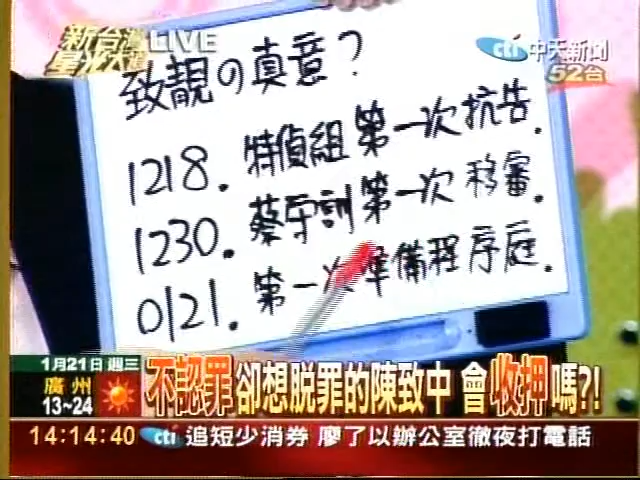 新台灣星光大道 LIVE
cti 中天新聞
52台
致靚の真意?
1218. 特偵組第一次抗告.
1230. 蔡守訓第一次移審.
0121. 第一次準備程序庭.
1月21日 週三
廣州
13~24
不認罪卻想脫罪的陳致中 會收押嗎?!
14:14:40 cti 追短少消券 廖了以辦公室徹夜打電話